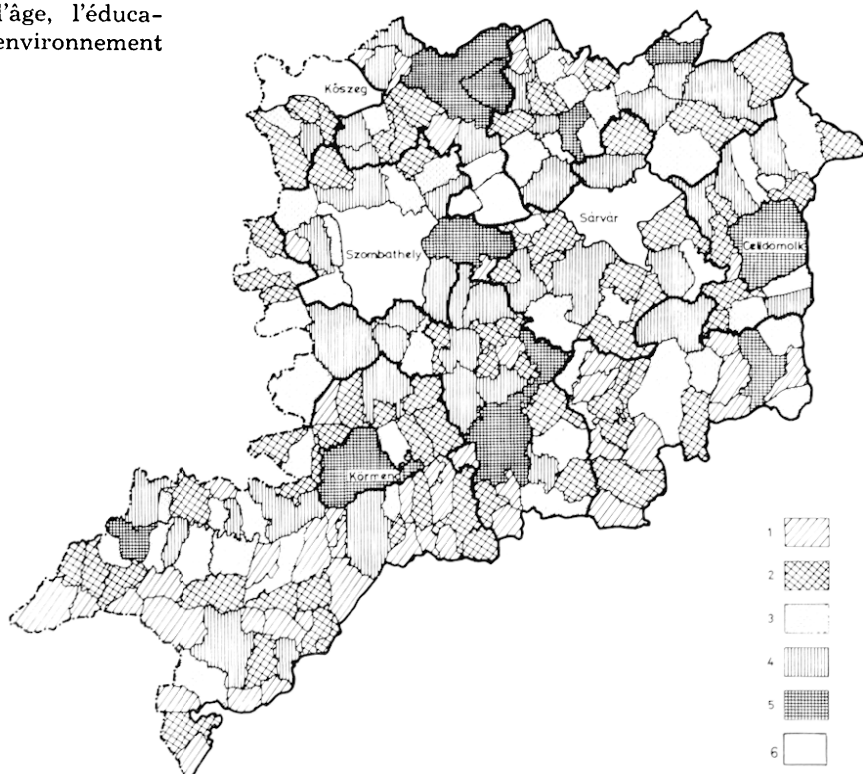 l'âge, l'éduca-
environnement
Kőszeg
Sárvár
Szombathely
Celldömölk
Körmend
1
2
3
4
5
6